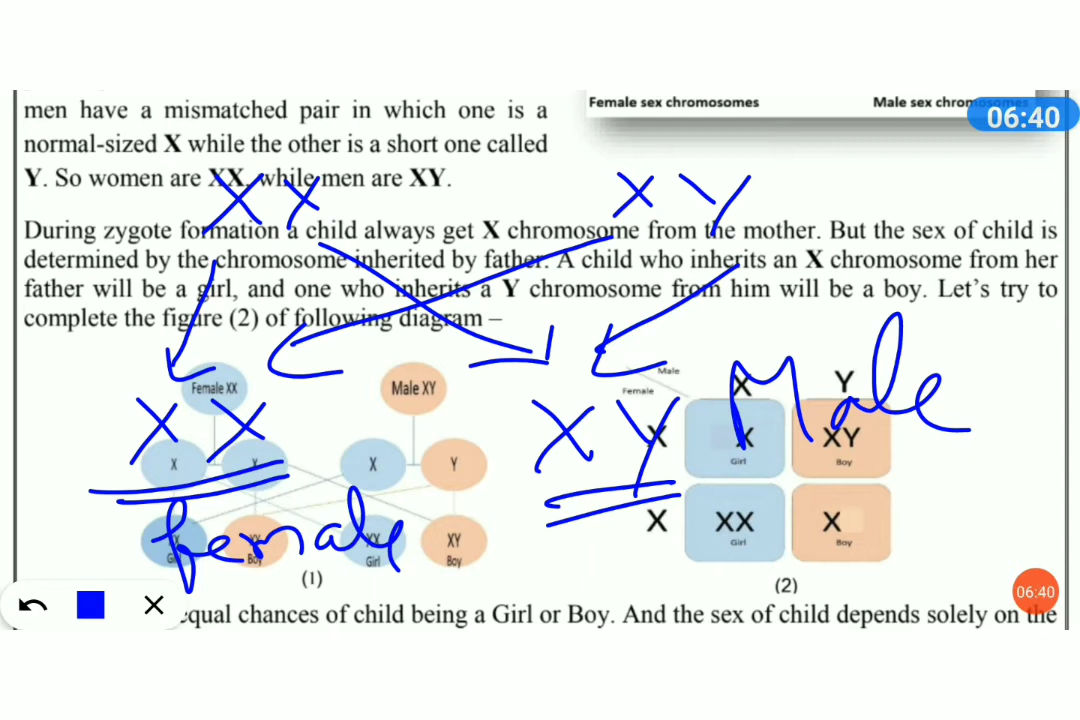 Female sex chromosomes Male sex chromosomes
06:40
men have a mismatched pair in which one is a
normal-sized X while the other is a short one called
Y. So women are XX, while men are XY.
X X X Y
During zygote formation a child always get X chromosome from the mother. But the sex of child is
determined by the chromosome inherited by father. A child who inherits an X chromosome from her
father will be a girl, and one who inherits a Y chromosome from him will be a boy. Let's try to
complete the figure (2) of following diagram –
Female XX Male XY
Male
Female
X Y
X X X Y Male
X X Y
X X XY
Girl Boy
X XX X
Girl Boy
female
XX XY
Boy Girl Boy
(1) (2)
06:40
equal chances of child being a Girl or Boy. And the sex of child depends solely on the